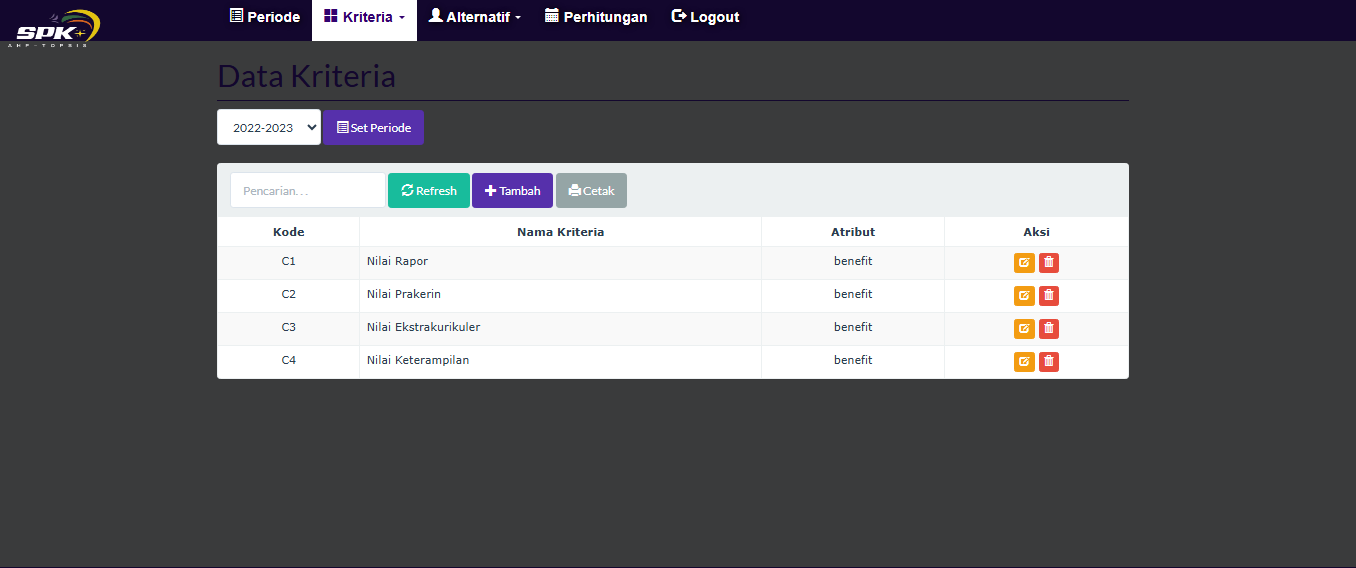 SPK
AHP-TOPSIS
Periode Kriteria Alternatif Perhitungan Logout
Data Kriteria
2022-2023 Set Periode
Pencarian... Refresh Tambah Cetak
Kode Nama Kriteria Atribut Aksi
C1 Nilai Rapor benefit
C2 Nilai Prakerin benefit
C3 Nilai Ekstrakurikuler benefit
C4 Nilai Keterampilan benefit